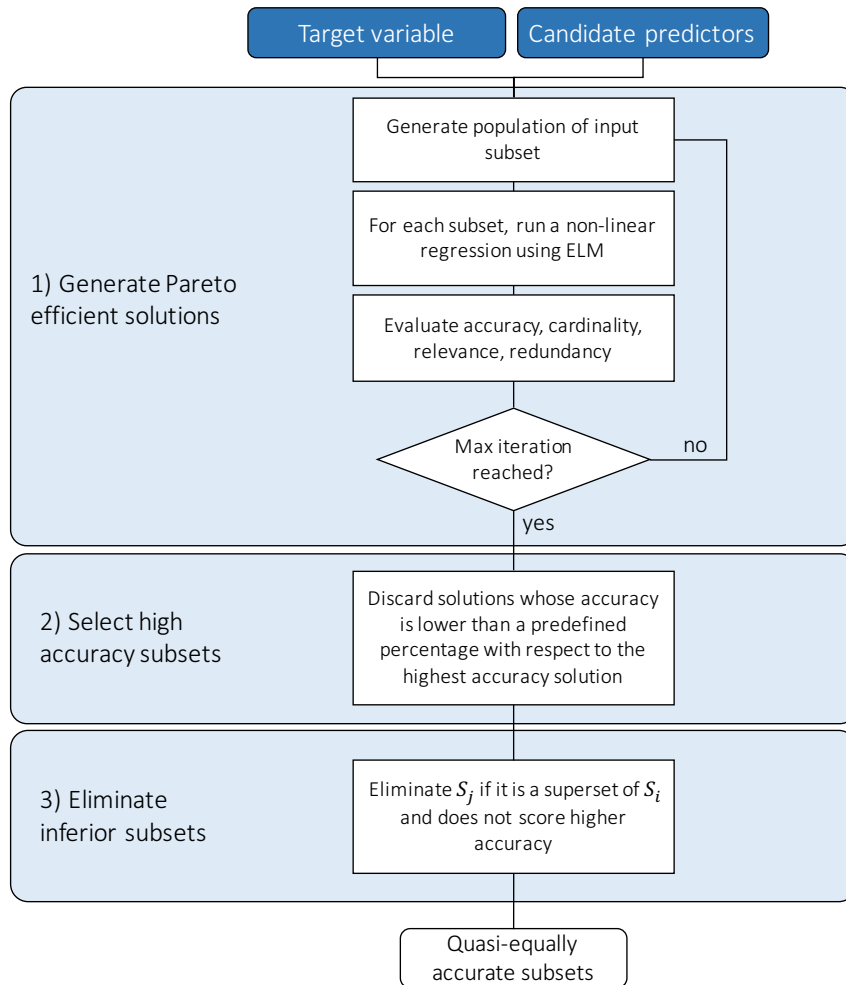 Target variable
Candidate predictors
Generate population of input
subset
For each subset, run a non-linear
regression using ELM
1) Generate Pareto
efficient solutions
Evaluate accuracy, cardinality,
relevance, redundancy
Max iteration
reached?
no
yes
2) Select high
accuracy subsets
Discard solutions whose accuracy
is lower than a predefined
percentage with respect to the
highest accuracy solution
3) Eliminate
inferior subsets
Eliminate S_j if it is a superset of S_i
and does not score higher
accuracy
Quasi-equally
accurate subsets